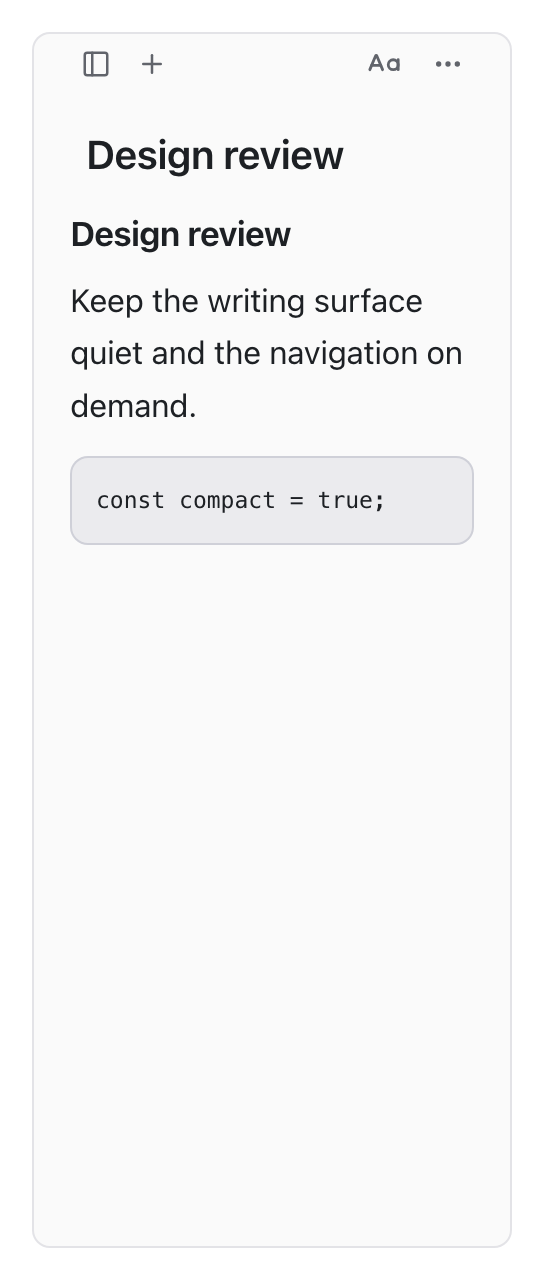 Aa
Design review
Design review
Keep the writing surface
quiet and the navigation on
demand.
const compact = true;